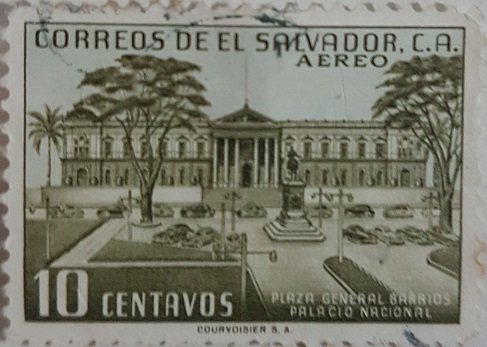 CORREOS DE EL SALVADOR, C.A.
AEREO
10 CENTAVOS
PLAZA GENERAL BARRIOS
PALACIO NACIONAL
COURVOISIER S. A.